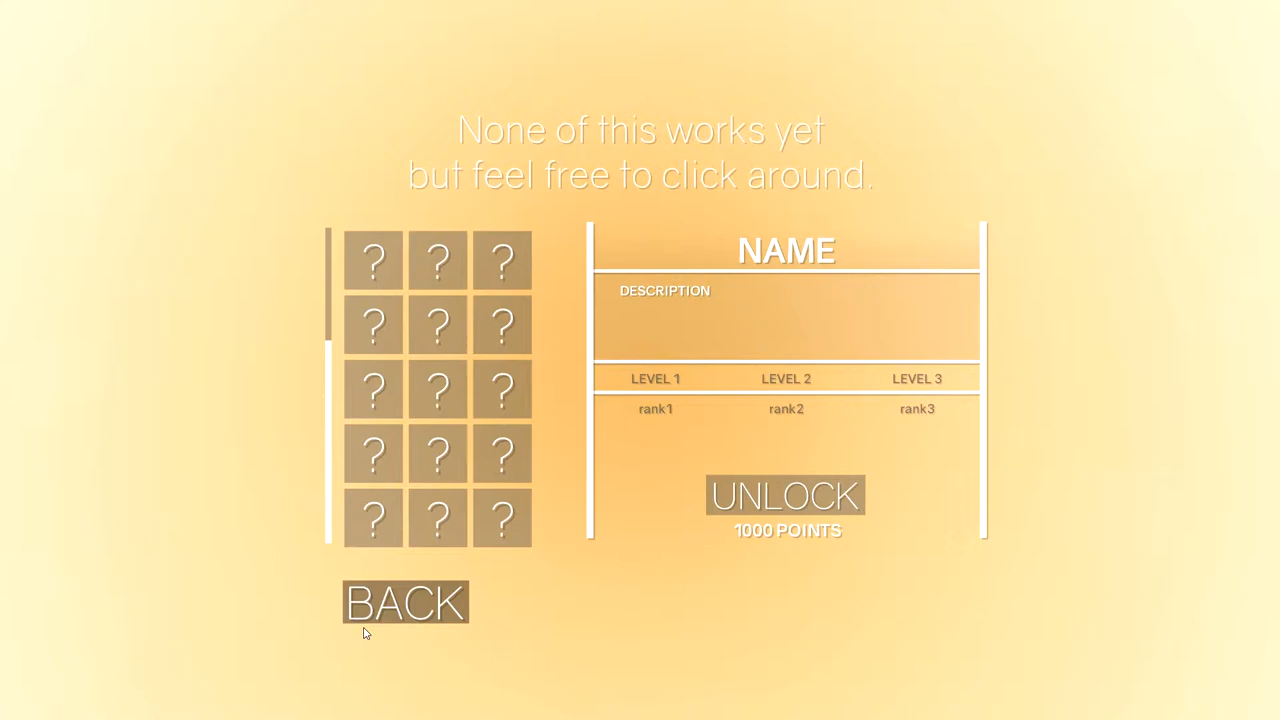 None of this works yet
but feel free to click around.
? ? ?
? ? ?
? ? ?
? ? ?
? ? ?
NAME
DESCRIPTION
LEVEL 1 LEVEL 2 LEVEL 3
rank1 rank2 rank3
UNLOCK
1000 POINTS
BACK